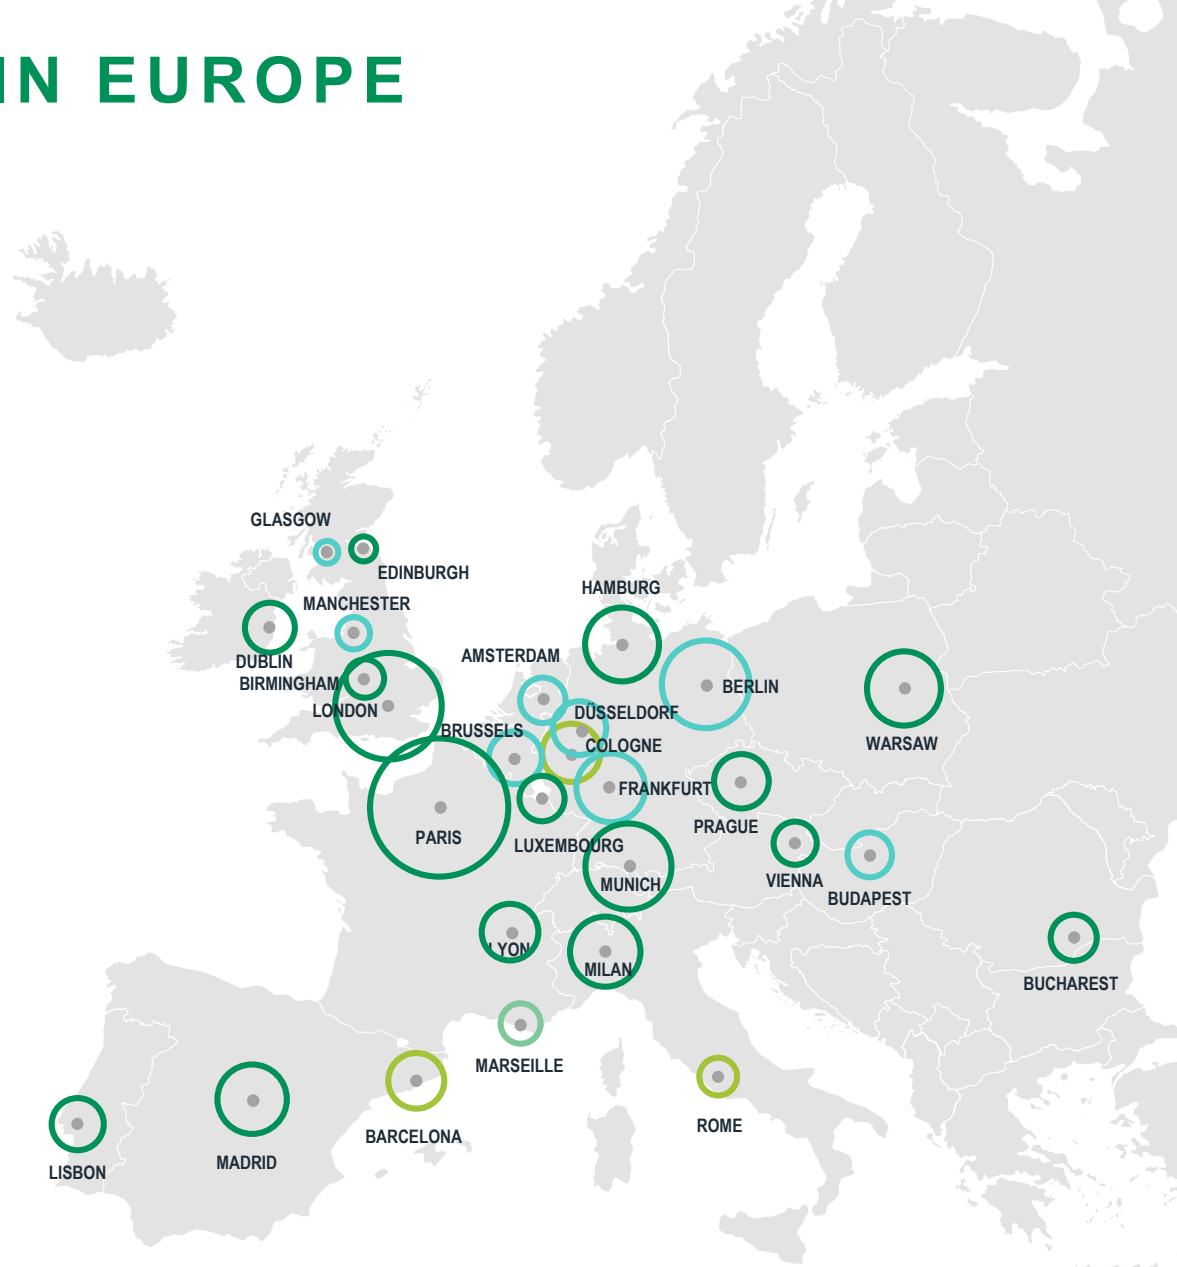 IN EUROPE
GLASGOW
EDINBURGH
HAMBURG
MANCHESTER
AMSTERDAM
DUBLIN
BIRMINGHAM
BERLIN
LONDON
DÜSSELDORF
BRUSSELS
COLOGNE
WARSAW
FRANKFURT
PRAGUE
PARIS
LUXEMBOURG
VIENNA
MUNICH
BUDAPEST
LYON
MILAN
BUCHAREST
MARSEILLE
ROME
BARCELONA
MADRID
LISBON